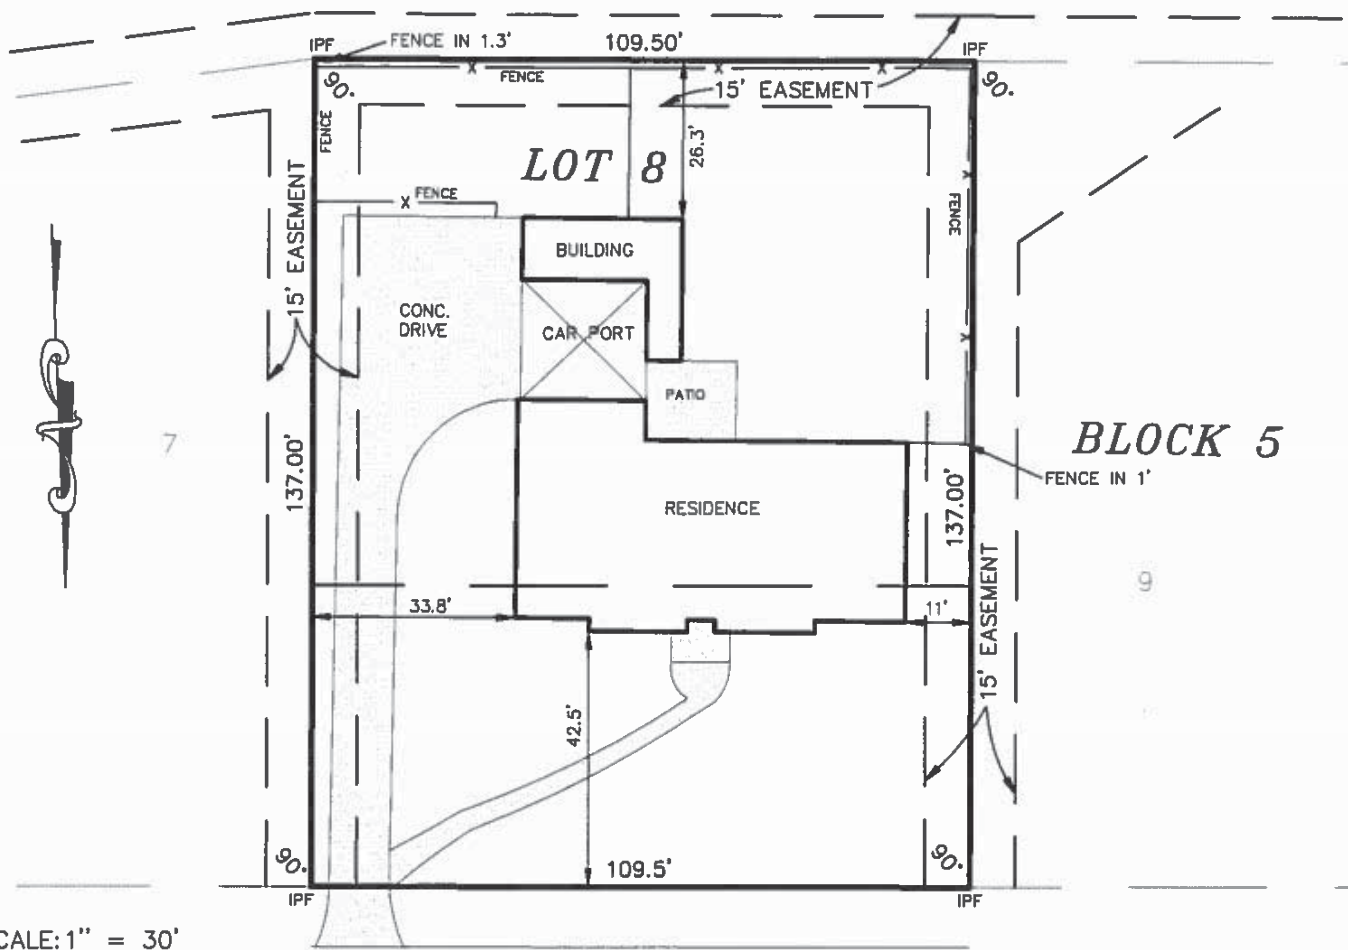 IPF
FENCE IN 1.3'
109.50'
IPF
90.
FENCE
15' EASEMENT
90.
FENCE
LOT 8
26.3'
FENCE
FENCE
15' EASEMENT
BUILDING
CONC.
DRIVE
CAR PORT
PATIO
7
BLOCK 5
FENCE IN 1'
137.00'
RESIDENCE
137.00'
9
33.8'
11'
15' EASEMENT
42.5'
90.
109.5'
90.
IPF
IPF
CALE: 1" = 30'